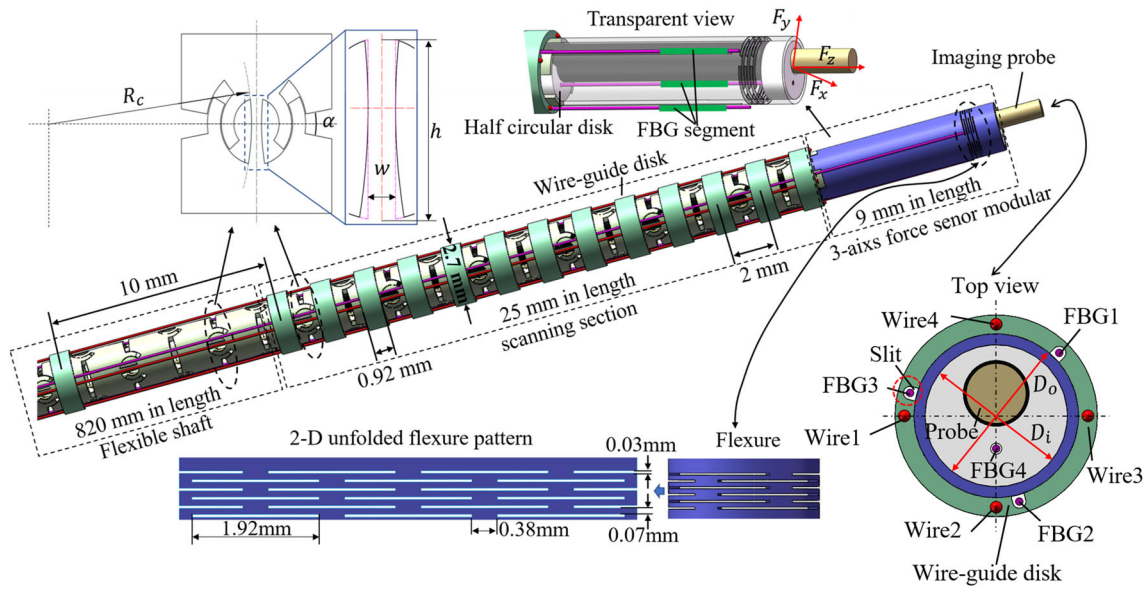 Transparent view
F_y
F_z
F_x
Imaging probe
R_c
α
h
w
Half circular disk
FBG segment
Wire-guide disk
9 mm in length
3-aixs force senor modular
10 mm
2.7 mm
2 mm
25 mm in length
scanning section
0.92 mm
820 mm in length
Flexible shaft
Top view
Wire4
FBG1
Slit
FBG3
D_o
Wire1
Probe
D_i
Wire3
FBG4
Wire2
FBG2
Wire-guide disk
2-D unfolded flexure pattern
0.03mm
Flexure
1.92mm
0.38mm
0.07mm